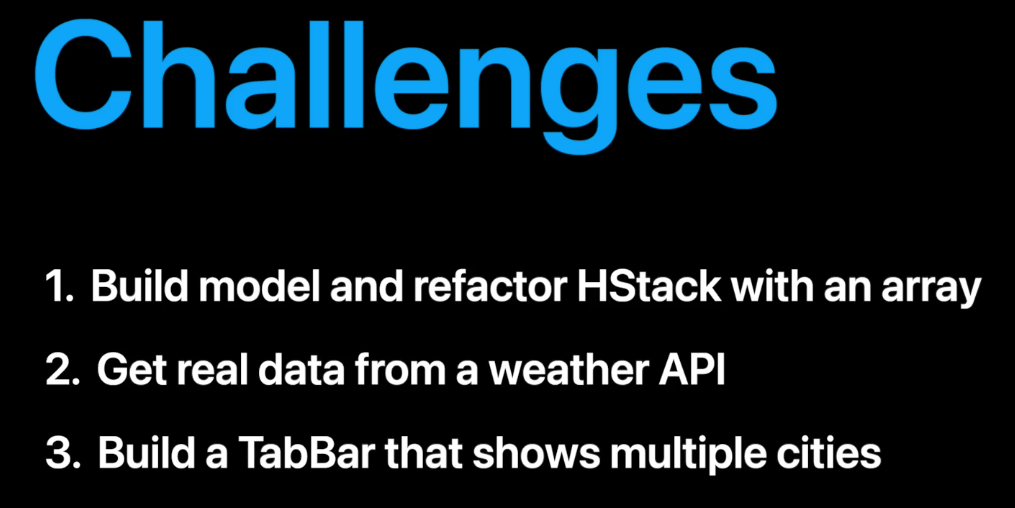 Challenges
1. Build model and refactor HStack with an array
2. Get real data from a weather API
3. Build a TabBar that shows multiple cities